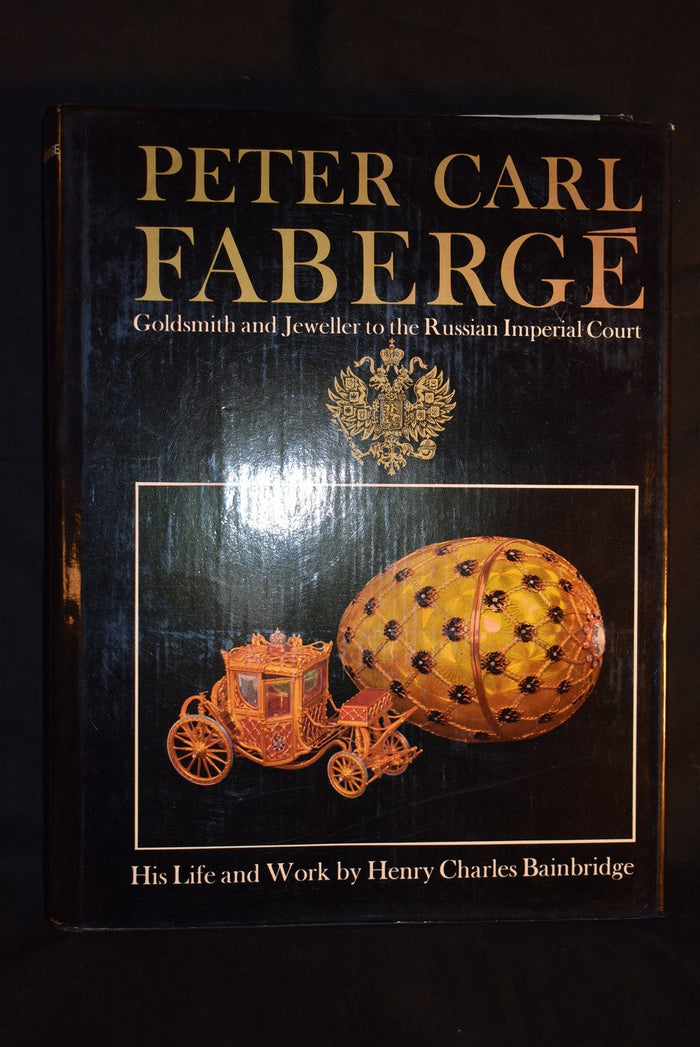 PETER CARL
FABERGÉ
Goldsmith and Jeweller to the Russian Imperial Court
His Life and Work by Henry Charles Bainbridge